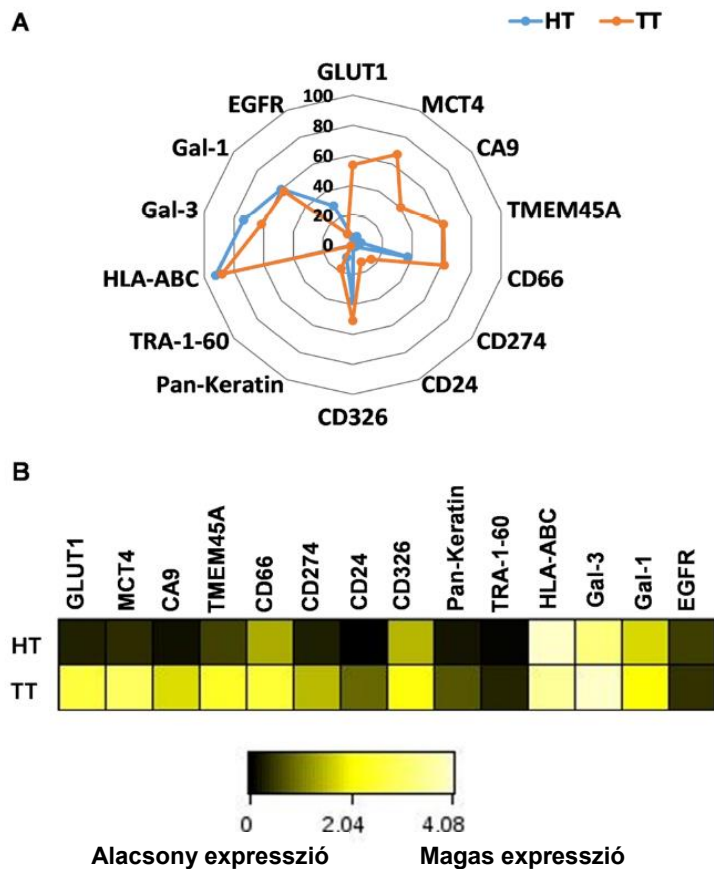 A
HT TT
GLUT1
MCT4
CA9
TMEM45A
CD66
CD274
CD24
CD326
Pan-Keratin
TRA-1-60
HLA-ABC
Gal-3
Gal-1
EGFR
100
80
60
40
20
0
B
GLUT1 MCT4 CA9 TMEM45A CD66 CD274 CD24 CD326 Pan-Keratin TRA-1-60 HLA-ABC Gal-3 Gal-1 EGFR
HT
TT
0 2.04 4.08
Alacsony expresszió Magas expresszió